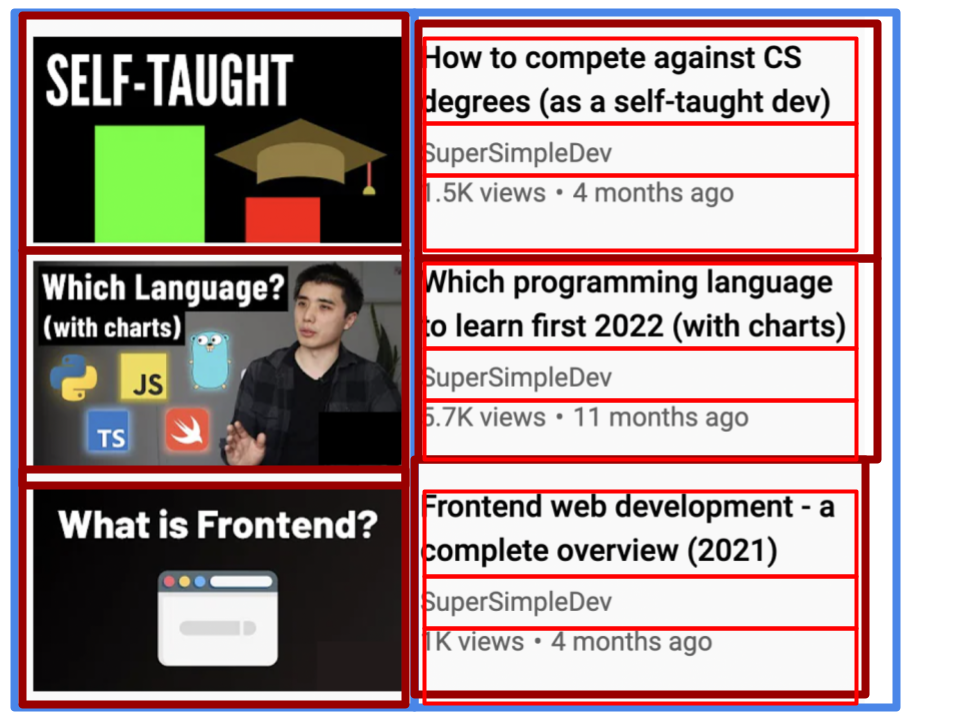 SELF-TAUGHT
How to compete against CS
degrees (as a self-taught dev)
SuperSimpleDev
1.5K views • 4 months ago
Which Language?
(with charts)
JS
TS
Which programming language
to learn first 2022 (with charts)
SuperSimpleDev
5.7K views • 11 months ago
What is Frontend?
Frontend web development - a
complete overview (2021)
SuperSimpleDev
1K views • 4 months ago